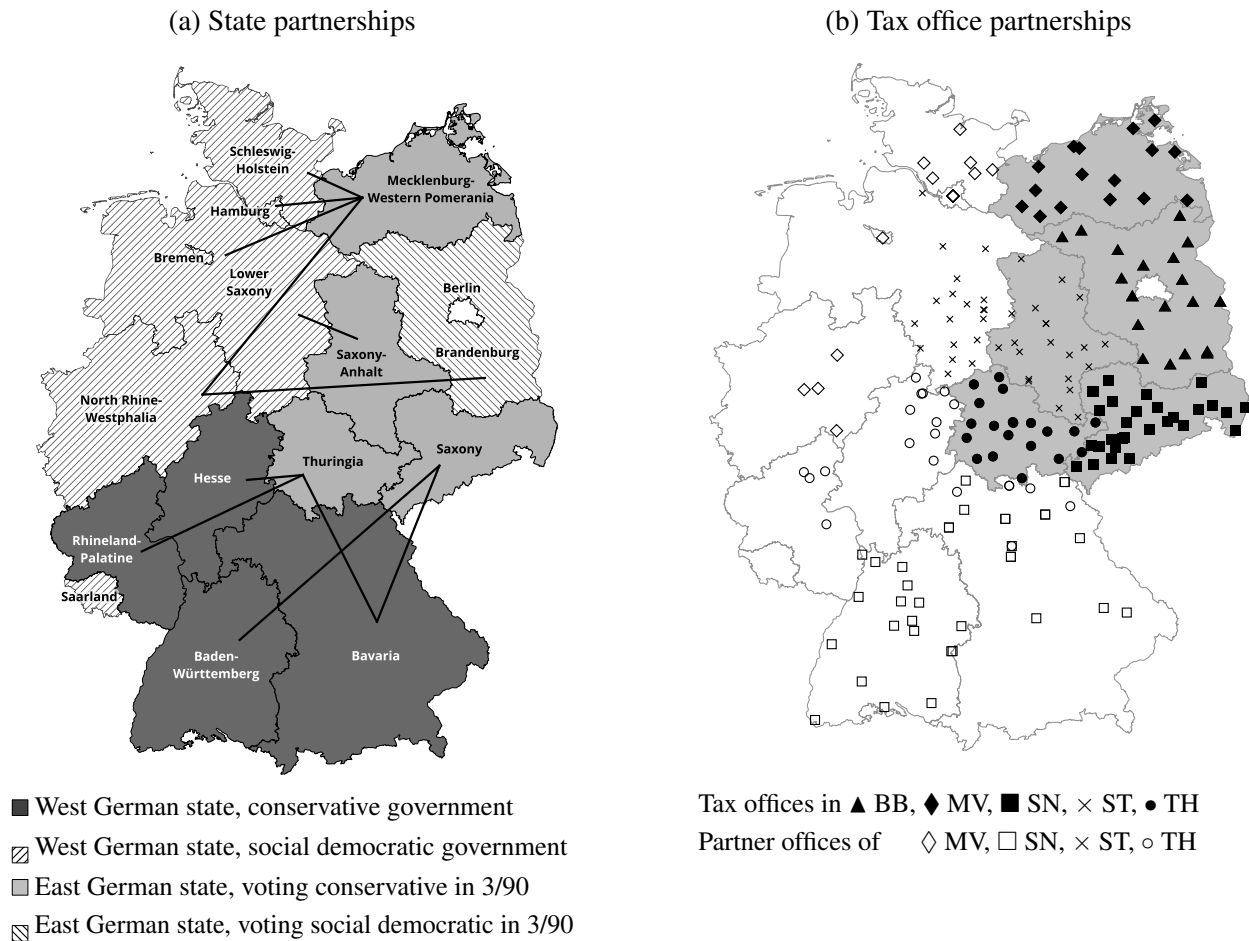 (a) State partnerships
Schleswig-
Holstein
Mecklenburg-
Western Pomerania
Hamburg
Bremen
Lower
Saxony
Berlin
Brandenburg
Saxony-
Anhalt
North Rhine-
Westphalia
Saxony
Thuringia
Hesse
Rhineland-
Palatine
Saarland
Baden-
Württemberg
Bavaria
West German state, conservative government
West German state, social democratic government
East German state, voting conservative in 3/90
East German state, voting social democratic in 3/90
(b) Tax office partnerships
Tax offices in ▲ BB, ◆ MV, ■ SN, × ST, ● TH
Partner offices of ◇ MV, □ SN, × ST, ○ TH